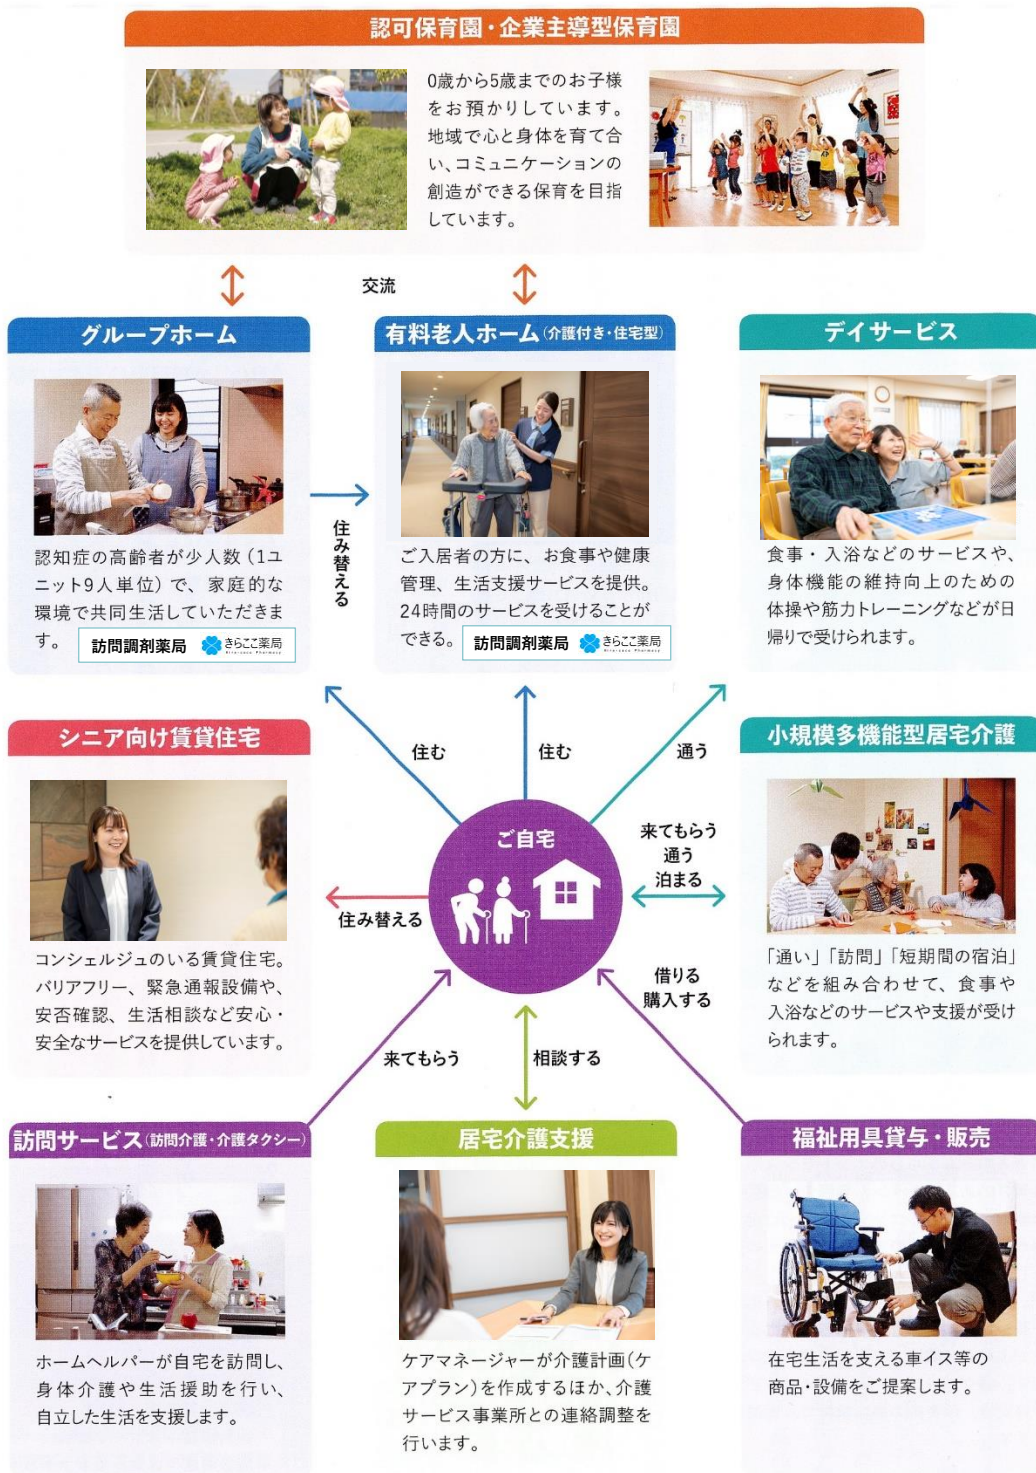 認可保育園・企業主導型保育園
0歳から5歳までのお子様
をお預かりしています。
地域で心と身体を育て合
い、コミュニケーションの
創造ができる保育を目指
しています。
交流
グループホーム
認知症の高齢者が少人数（1ユ
ニット9人単位）で、家庭的な
環境で共同生活していただきま
す。
訪問調剤薬局 きらここ薬局
住み替える
有料老人ホーム（介護付き・住宅型）
ご入居者の方に、お食事や健康
管理、生活支援サービスを提供。
24時間のサービスを受けることが
できる。
訪問調剤薬局 きらここ薬局
デイサービス
食事・入浴などのサービスや、
身体機能の維持向上のための
体操や筋力トレーニングなどが日
帰りで受けられます。
住む
住む
通う
シニア向け賃貸住宅
コンシェルジュのいる賃貸住宅。
バリアフリー、緊急通報設備や、
安否確認、生活相談など安心・
安全なサービスを提供しています。
住み替える
ご自宅
来てもらう
通う
泊まる
小規模多機能型居宅介護
「通い」「訪問」「短期間の宿泊」
などを組み合わせて、食事や
入浴などのサービスや支援が受け
られます。
来てもらう
相談する
借りる
購入する
訪問サービス（訪問介護・介護タクシー）
ホームヘルパーが自宅を訪問し、
身体介護や生活援助を行い、
自立した生活を支援します。
居宅介護支援
ケアマネージャーが介護計画（ケ
アプラン）を作成するほか、介護
サービス事業所との連絡調整を
行います。
福祉用具貸与・販売
在宅生活を支える車イス等の
商品・設備をご提案します。